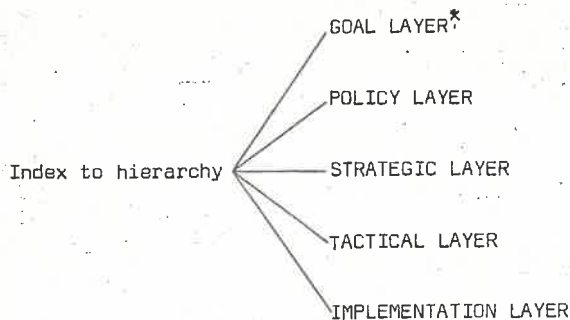 GOAL LAYER*
POLICY LAYER
Index to hierarchy
STRATEGIC LAYER
TACTICAL LAYER
IMPLEMENTATION LAYER